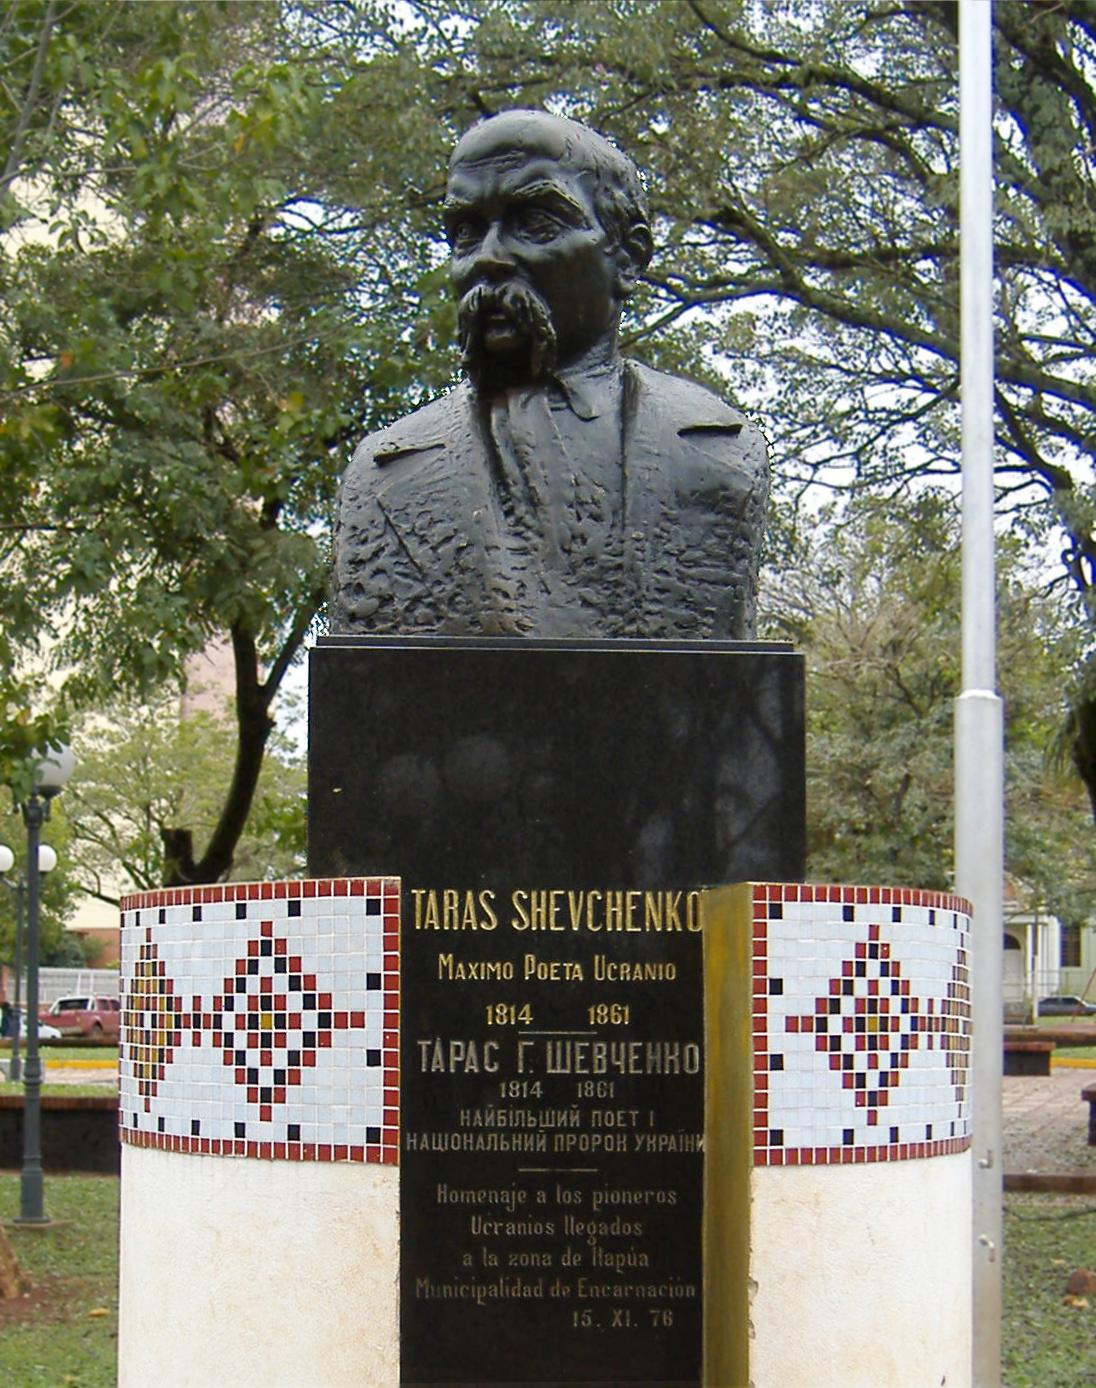 TARAS SHEVCHENKO
MAXIMO POETA UCRANIO
1814 1861
ТАРАС Г. ШЕВЧЕНКО
1814 1861
НАЙБІЛЬШИЙ ПОЕТ І
НАЦІОНАЛЬНИЙ ПРОРОК УКРАЇНИ
Homenaje a los pioneros
Ucranios llegados
a la zona de Itapúa
Municipalidad de Encarnación
15. XI. 76